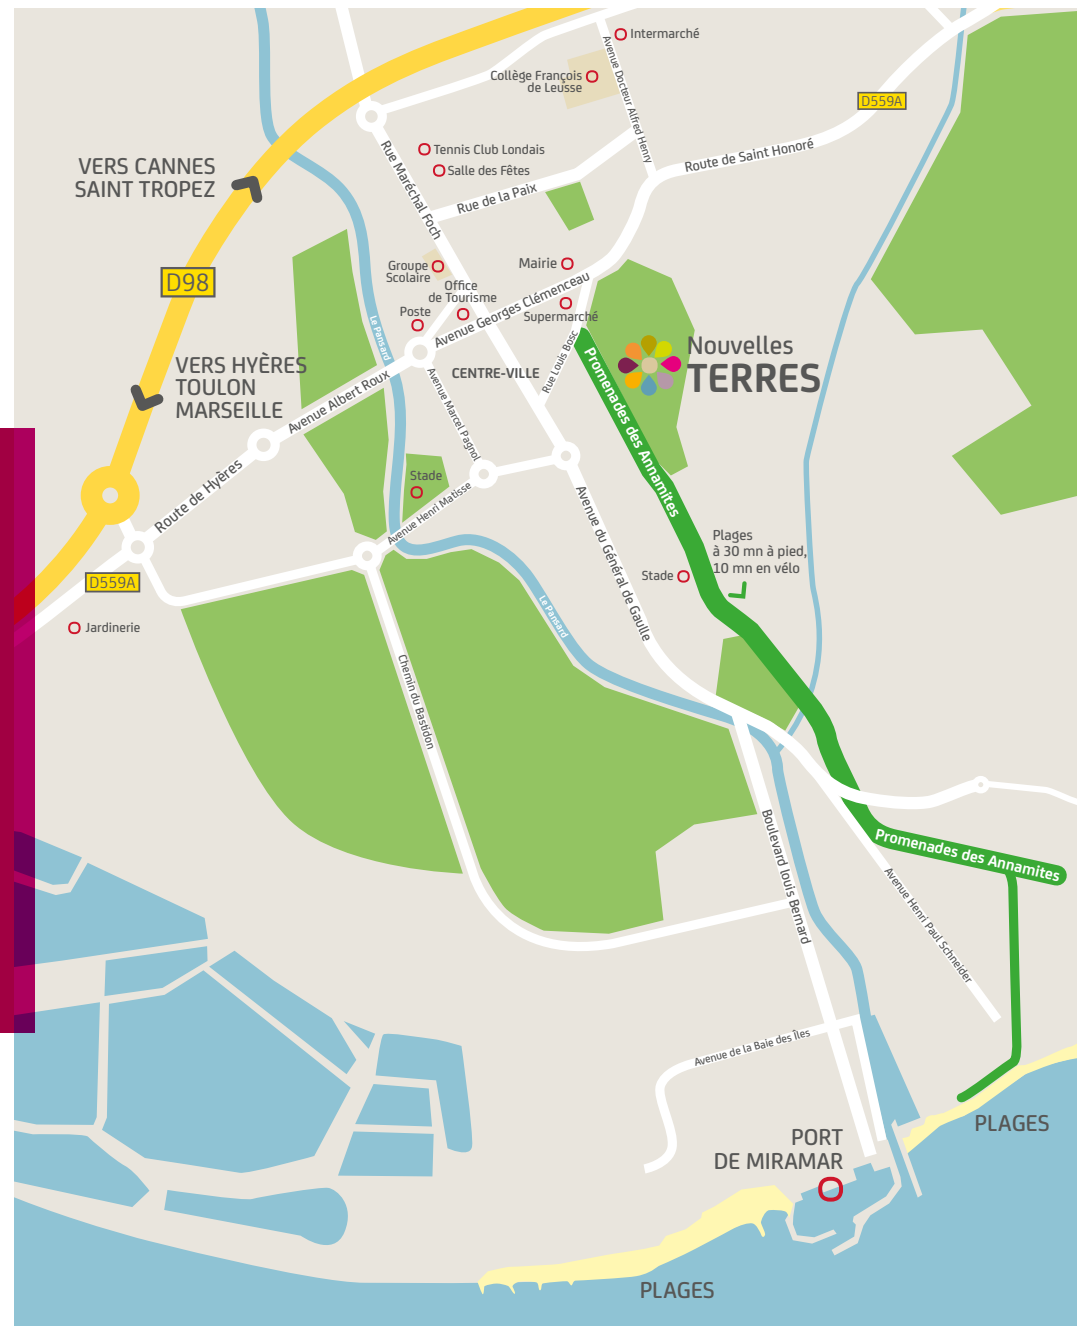 Intermarché
Avenue Docteur Alfred Henry
Collège François
de Leusse
D559A
Tennis Club Londais
Salle des Fêtes
Rue Maréchal Foch
Route de Saint Honoré
VERS CANNES
SAINT TROPEZ
Rue de la Paix
D98
Groupe
Scolaire
Mairie
Office
de Tourisme
Poste
Avenue Georges Clémenceau
Supermarché
Le Pansard
Rue Louis Bosc
Promenades des Annamites
Nouvelles
TERRES
VERS HYÈRES
TOULON
MARSEILLE
Avenue Albert Roux
CENTRE-VILLE
Avenue Marcel Pagnol
Route de Hyères
Stade
Avenue Henri Matisse
Avenue du Général de Gaulle
Plages
à 30 mn à pied,
10 mn en vélo
Stade
D559A
Jardinerie
Le Pansard
Chemin du Bastidon
Boulevard louis Bernard
Promenades des Annamites
Avenue Henri Paul Schneider
Avenue de la Baie des Îles
PLAGES
PORT
DE MIRAMAR
PLAGES